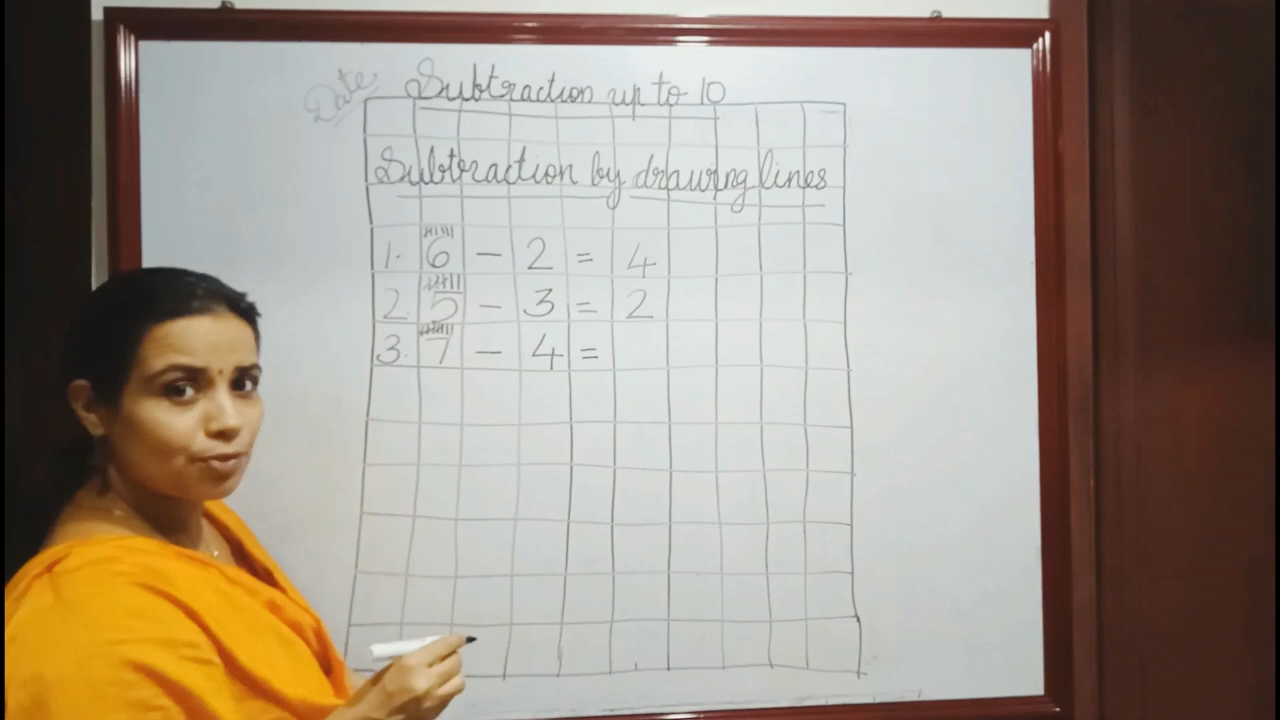 Date Subtraction up to 10
Subtraction by drawing lines
1. 6 - 2 = 4
2. 5 - 3 = 2
3. 7 - 4 =